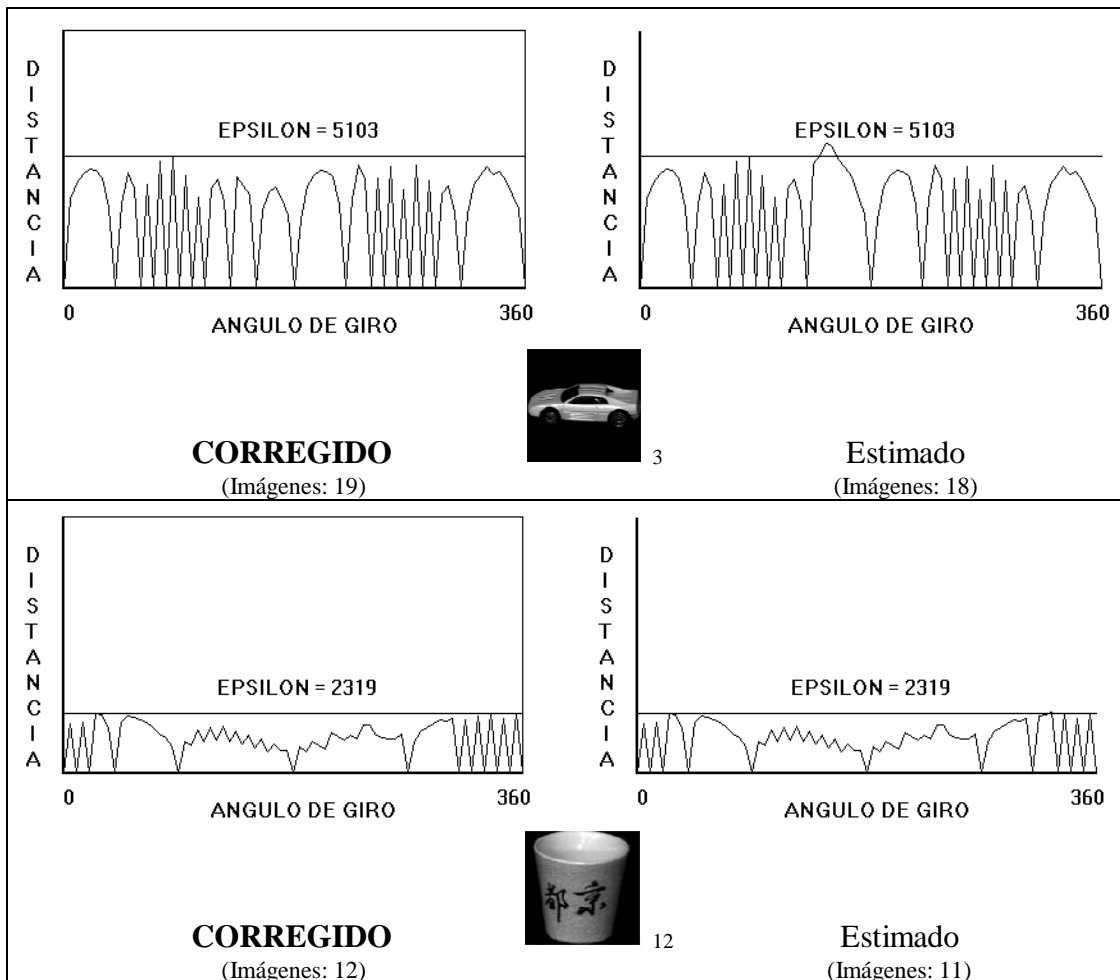 DISTANCIA
EPSILON = 5103
0
360
ANGULO DE GIRO
DISTANCIA
EPSILON = 5103
0
360
ANGULO DE GIRO
3
CORREGIDO
(Imágenes: 19)
Estimado
(Imágenes: 18)
DISTANCIA
EPSILON = 2319
0
360
ANGULO DE GIRO
DISTANCIA
EPSILON = 2319
0
360
ANGULO DE GIRO
都京
12
CORREGIDO
(Imágenes: 12)
Estimado
(Imágenes: 11)